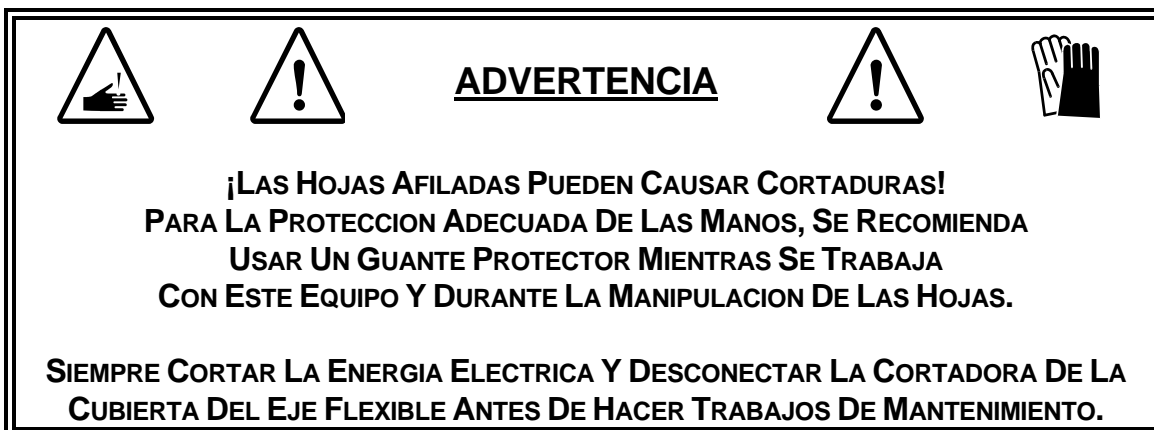 ADVERTENCIA
¡LAS HOJAS AFILADAS PUEDEN CAUSAR CORTADURAS!
PARA LA PROTECCION ADECUADA DE LAS MANOS, SE RECOMIENDA
USAR UN GUANTE PROTECTOR MIENTRAS SE TRABAJA
CON ESTE EQUIPO Y DURANTE LA MANIPULACION DE LAS HOJAS.
SIEMPRE CORTAR LA ENERGIA ELECTRICA Y DESCONECTAR LA CORTADORA DE LA
CUBIERTA DEL EJE FLEXIBLE ANTES DE HACER TRABAJOS DE MANTENIMIENTO.